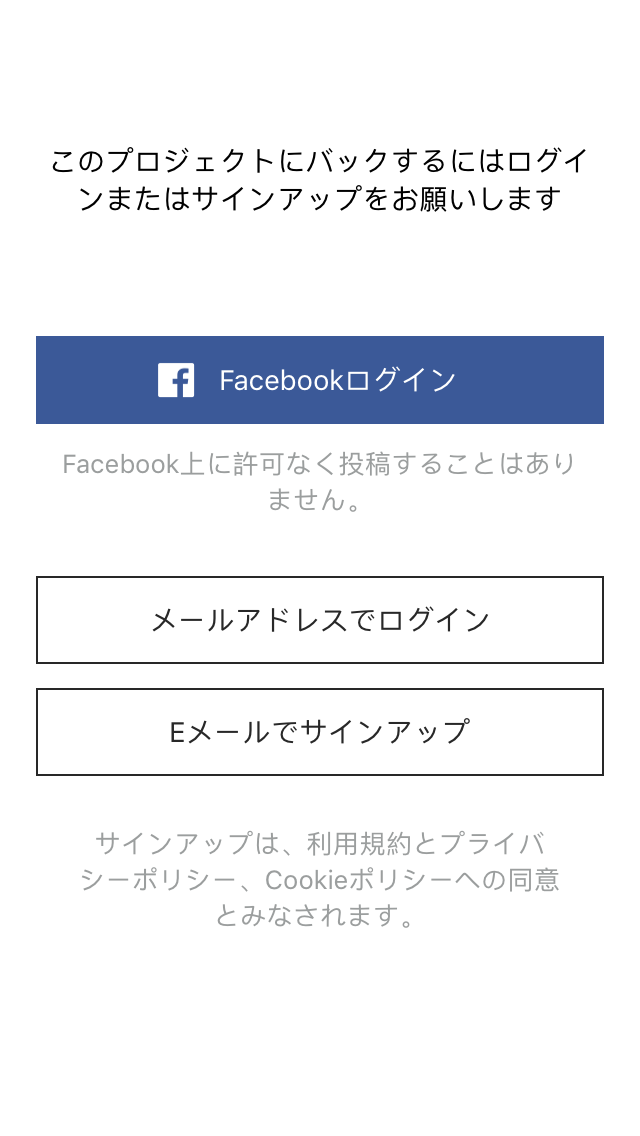 このプロジェクトにバックするにはログイ
ンまたはサインアップをお願いします
Facebookログイン
Facebook上に許可なく投稿することはあり
ません。
メールアドレスでログイン
Eメールでサインアップ
サインアップは、利用規約とプライバ
シーポリシー、Cookieポリシーへの同意
とみなされます。